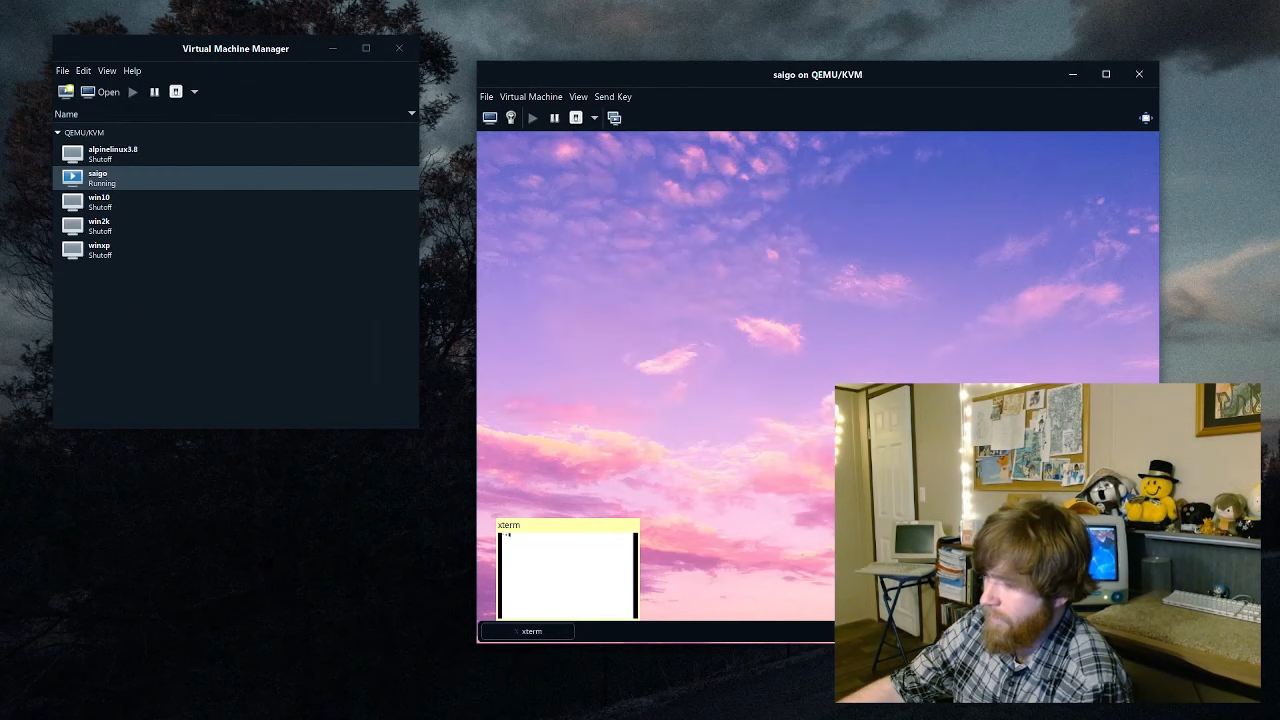 Virtual Machine Manager
File Edit View Help
Open
Name
QEMU/KVM
alpinelinux3.8
Shutoff
saigo
Running
win10
Shutoff
win2k
Shutoff
winxp
Shutoff
saigo on QEMU/KVM
File Virtual Machine View Send Key
xterm
X xterm